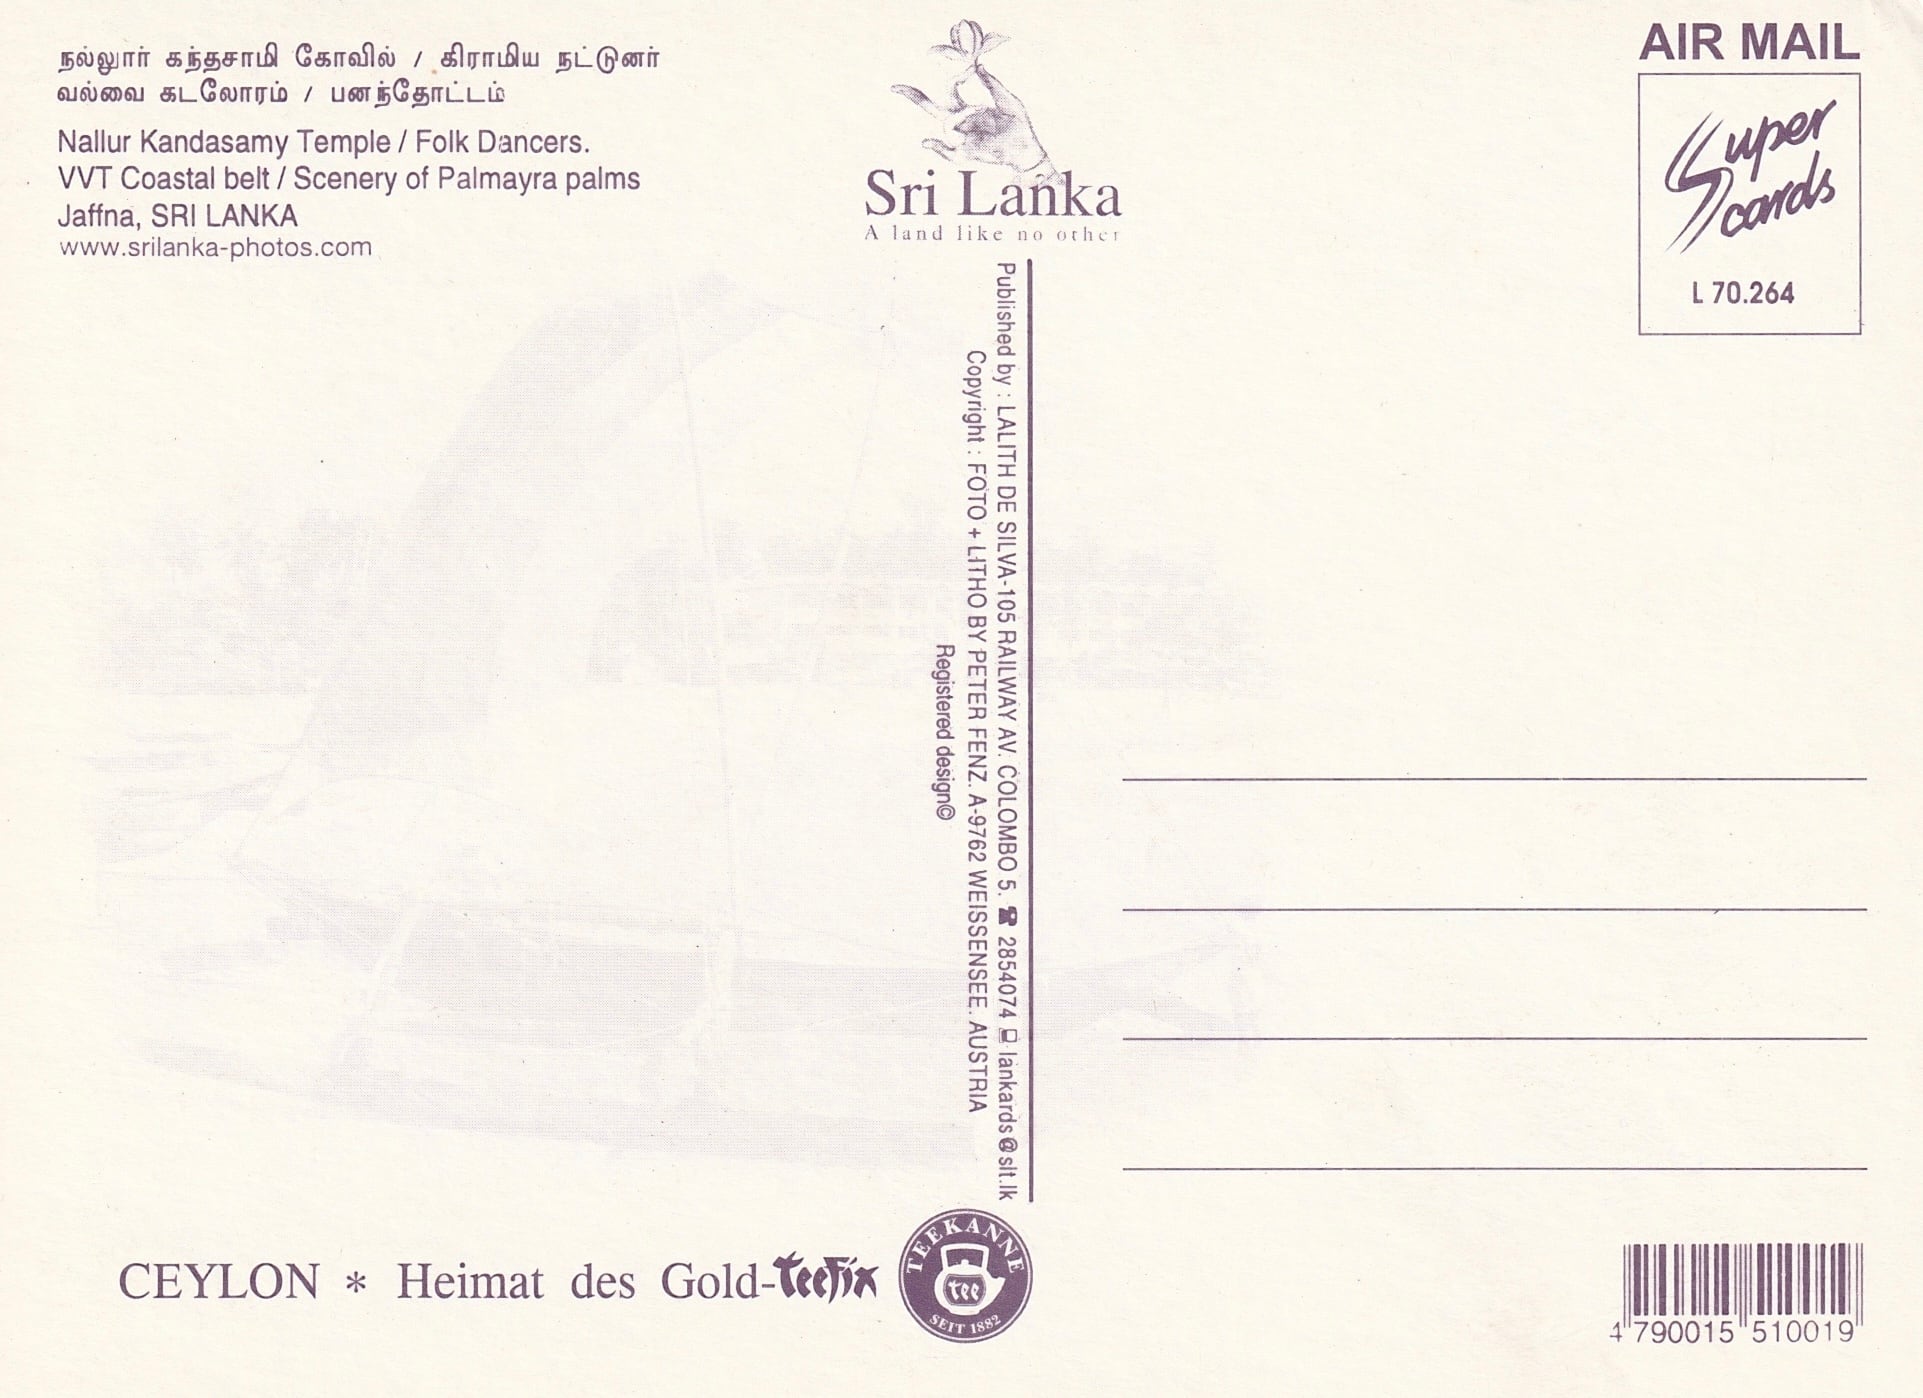 நல்லூர் கந்தசாமி கோவில் / கிராமிய நட்டுனர்
வல்வை கடலோரம் / பனந்தோட்டம்
Nallur Kandasamy Temple / Folk Dancers.
VVT Coastal belt / Scenery of Palmayra palms
Jaffna, SRI LANKA
www.srilanka-photos.com
Sri Lanka
A land like no other
AIR MAIL
Super
cards
L 70.264
Published by : LALITH DE SILVA-105 RAILWAY AV. COLOMBO 5. ☎ 2854074 lankards@slt.lk
Copyright : FOTO + LITHO BY PETER FENZ. A-9762 WEISSENSEE. AUSTRIA
Registered design©
CEYLON * Heimat des Gold-Teefix
TEEKANNE
tee
SEIT 1882
4 790015 510019